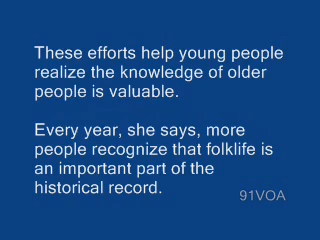 These efforts help young people
realize the knowledge of older
people is valuable.
Every year, she says, more
people recognize that folklife is
an important part of the
historical record.
91VOA